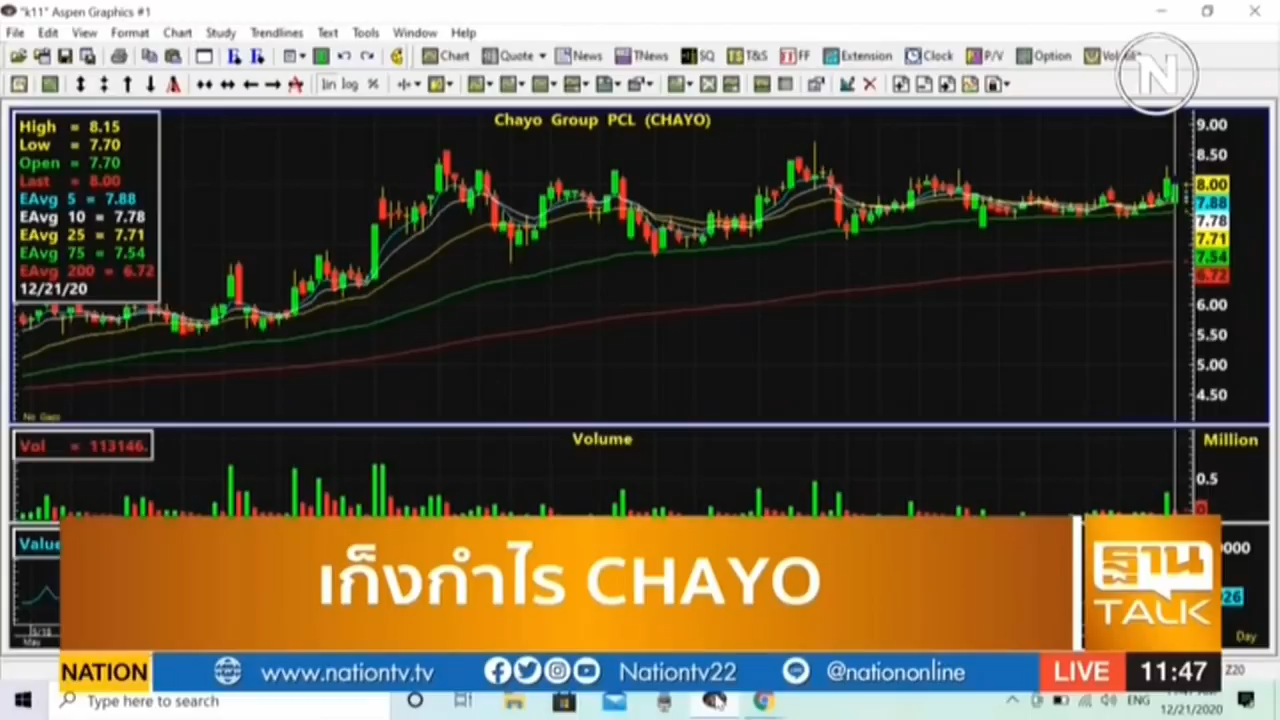 "k11" Aspen Graphics #1
File Edit View Format Chart Study Trendlines Text Tools Window Help
Chart Quote News TNews SQ T&S FF Extension Clock P/V Option
lin log %
N
Chayo Group PCL (CHAYO)
High = 8.15
Low = 7.70
Open = 7.70
Last = 8.00
EAvg 5 = 7.88
EAvg 10 = 7.78
EAvg 25 = 7.71
EAvg 75 = 7.54
EAvg 200 = 6.72
12/21/20
9.00
8.50
8.00
7.88
7.78
7.71
7.54
6.72
6.00
5.50
5.00
4.50
No Gaps
Vol = 113146.
Volume
Million
0.5
Value
เก็งกำไร CHAYO
ฐาน
TALK
May
Day
NATION www.nationtv.tv Nationtv22 @nationonline LIVE 11:47
Type here to search
ENG
12/21/2020